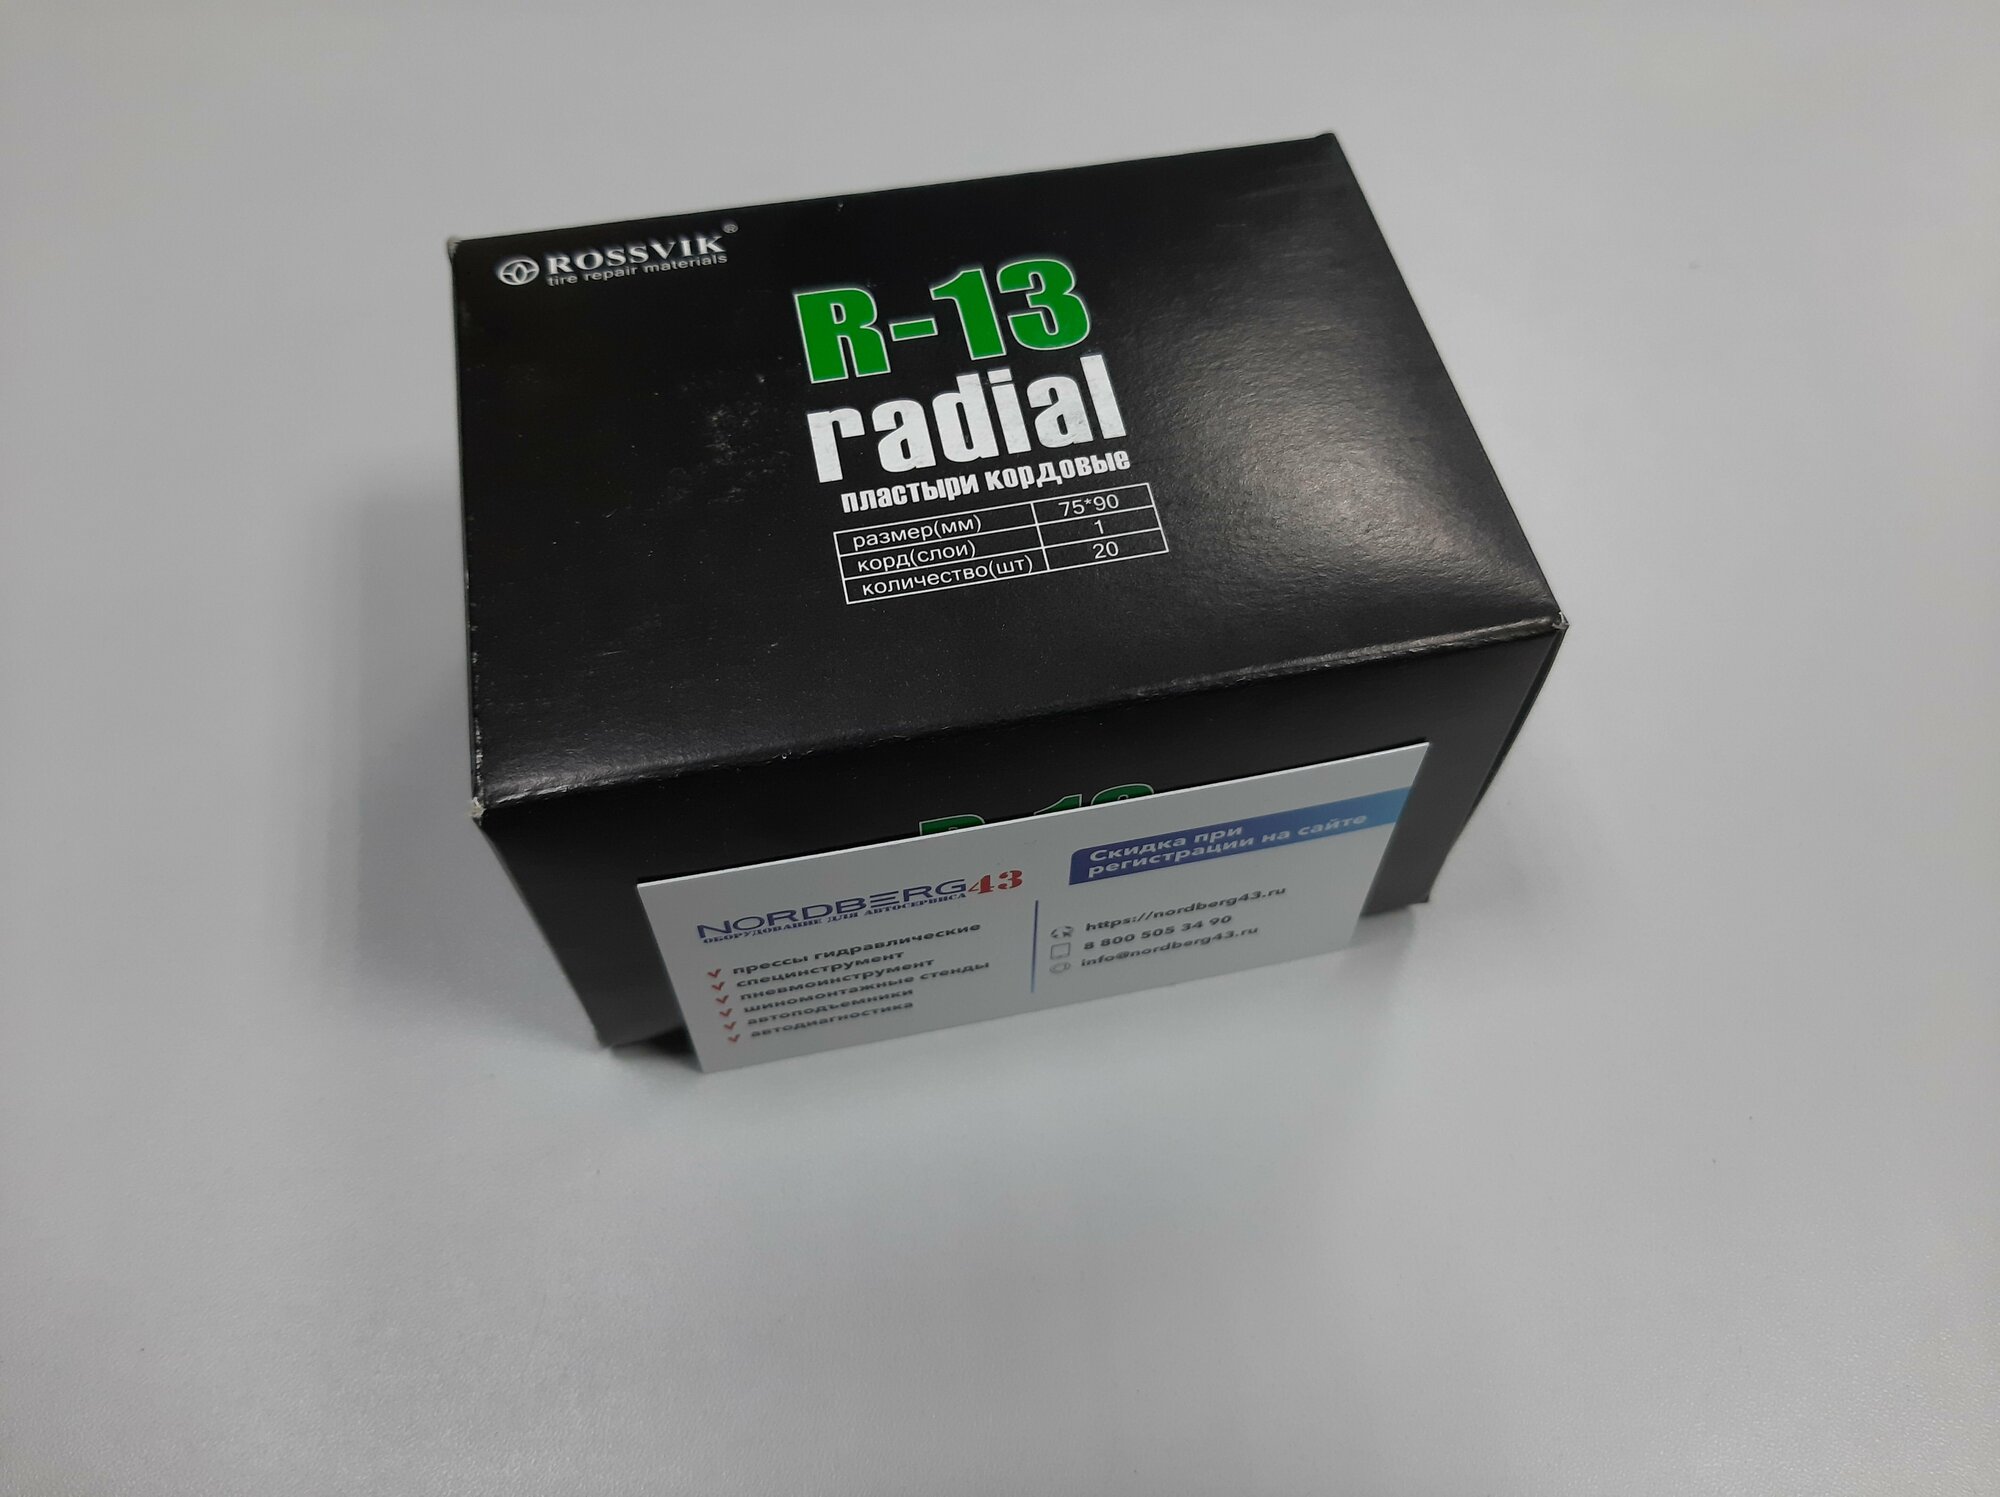 ROSSVIK®
tire repair materials
R-13
radial
пластыри кордовые
размер(мм) 75*90
корд(слои) 1
количество(шт) 20
NORDBERG43
ОБОРУДОВАНИЕ ДЛЯ АВТОСЕРВИСА
прессы гидравлические
специнструмент
пневмоинструмент
шиномонтажные стенды
автоподъемники
автодиагностика
Скидка при
регистрации на сайте
https://nordberg43.ru
8 800 505 34 90
info@nordberg43.ru